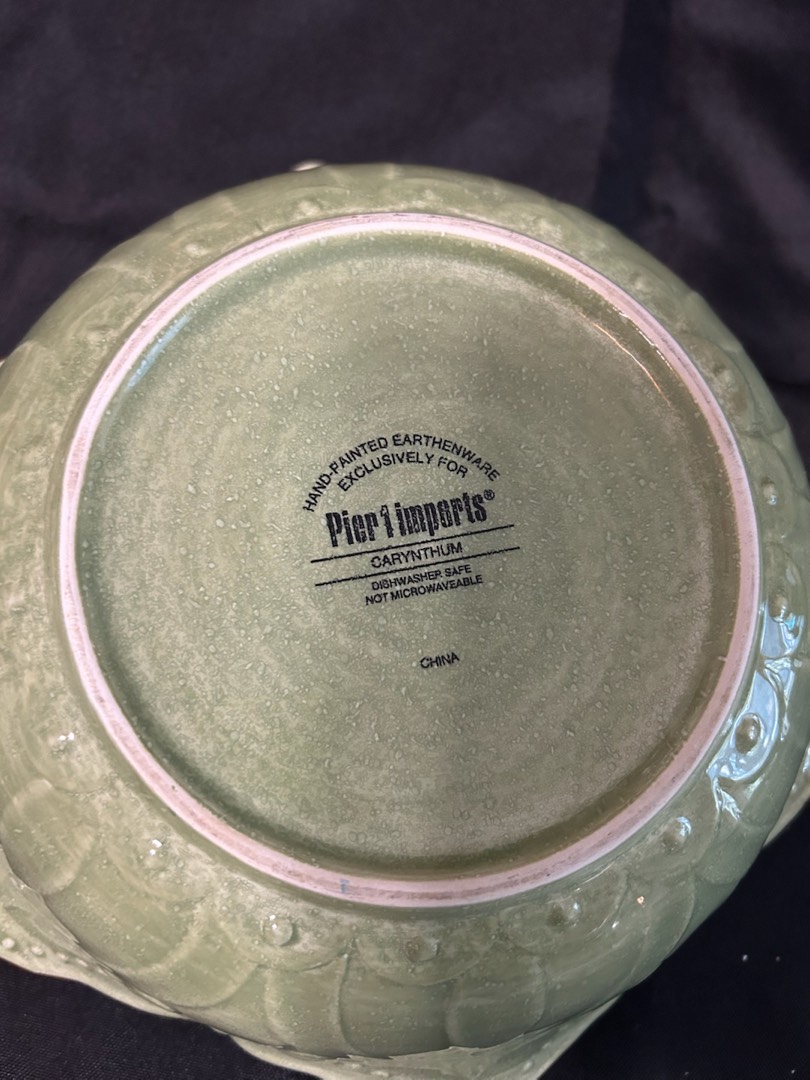 HAND-PAINTED EARTHENWARE
EXCLUSIVELY FOR
Pier 1 imports®
CARYNTHUM
DISHWASHER SAFE
NOT MICROWAVEABLE
CHINA